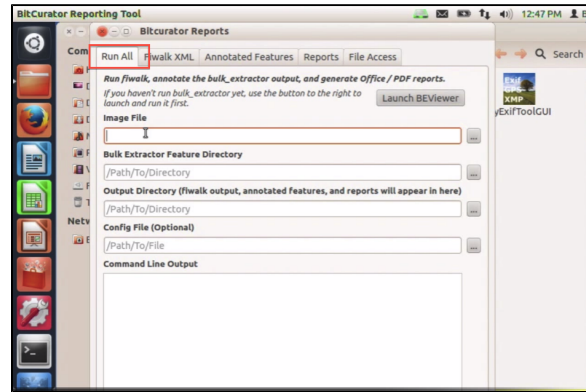 BitCurator Reporting Tool
12:47 PM
Bitcurator Reports
Com
Search
Run All
Fiwalk XML
Annotated Features
Reports
File Access
Run fiwalk, annotate the bulk_extractor output, and generate Office / PDF reports.
If you haven't run bulk_extractor yet, use the button to the right to
launch and run it first.
Launch BEViewer
Exif
GPS
XMP
yExifToolGUI
Image File
...
Bulk Extractor Feature Directory
/Path/To/Directory
...
Output Directory (fiwalk output, annotated features, and reports will appear in here)
/Path/To/Directory
...
Netw
Config File (Optional)
/Path/To/File
...
Command Line Output